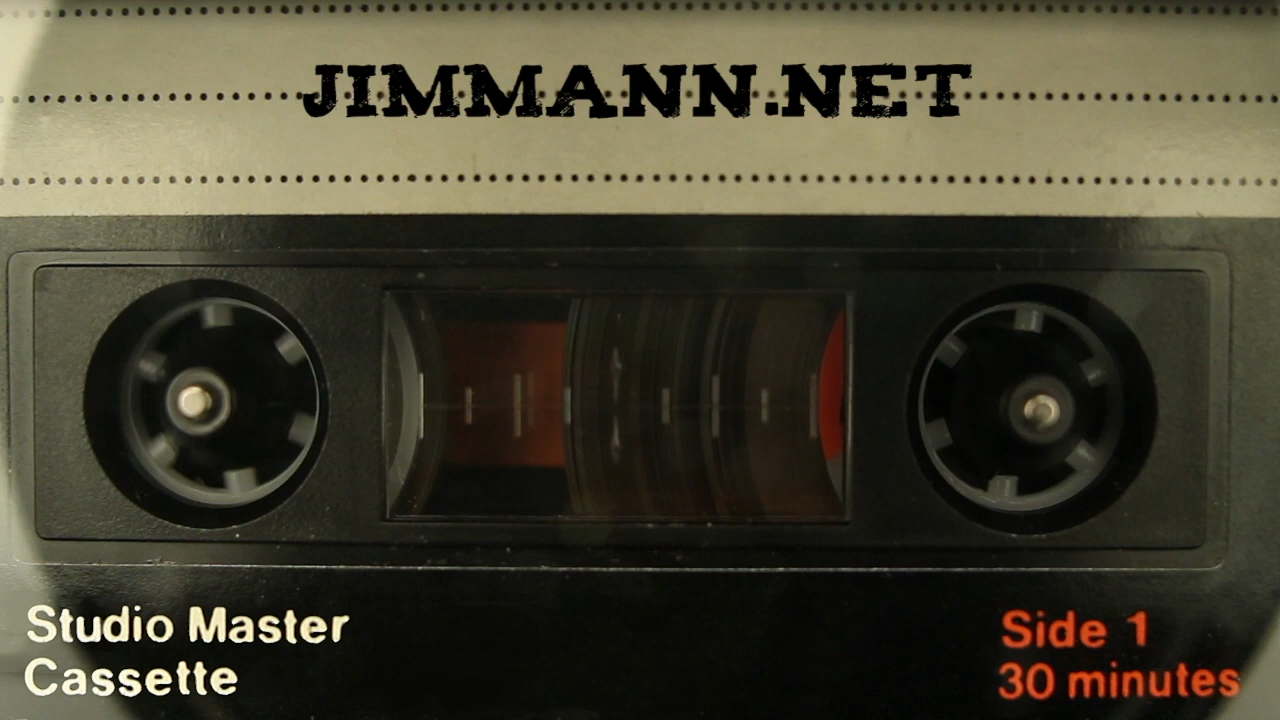 JIMMANN.NET
Studio Master
Cassette
Side 1
30 minutes